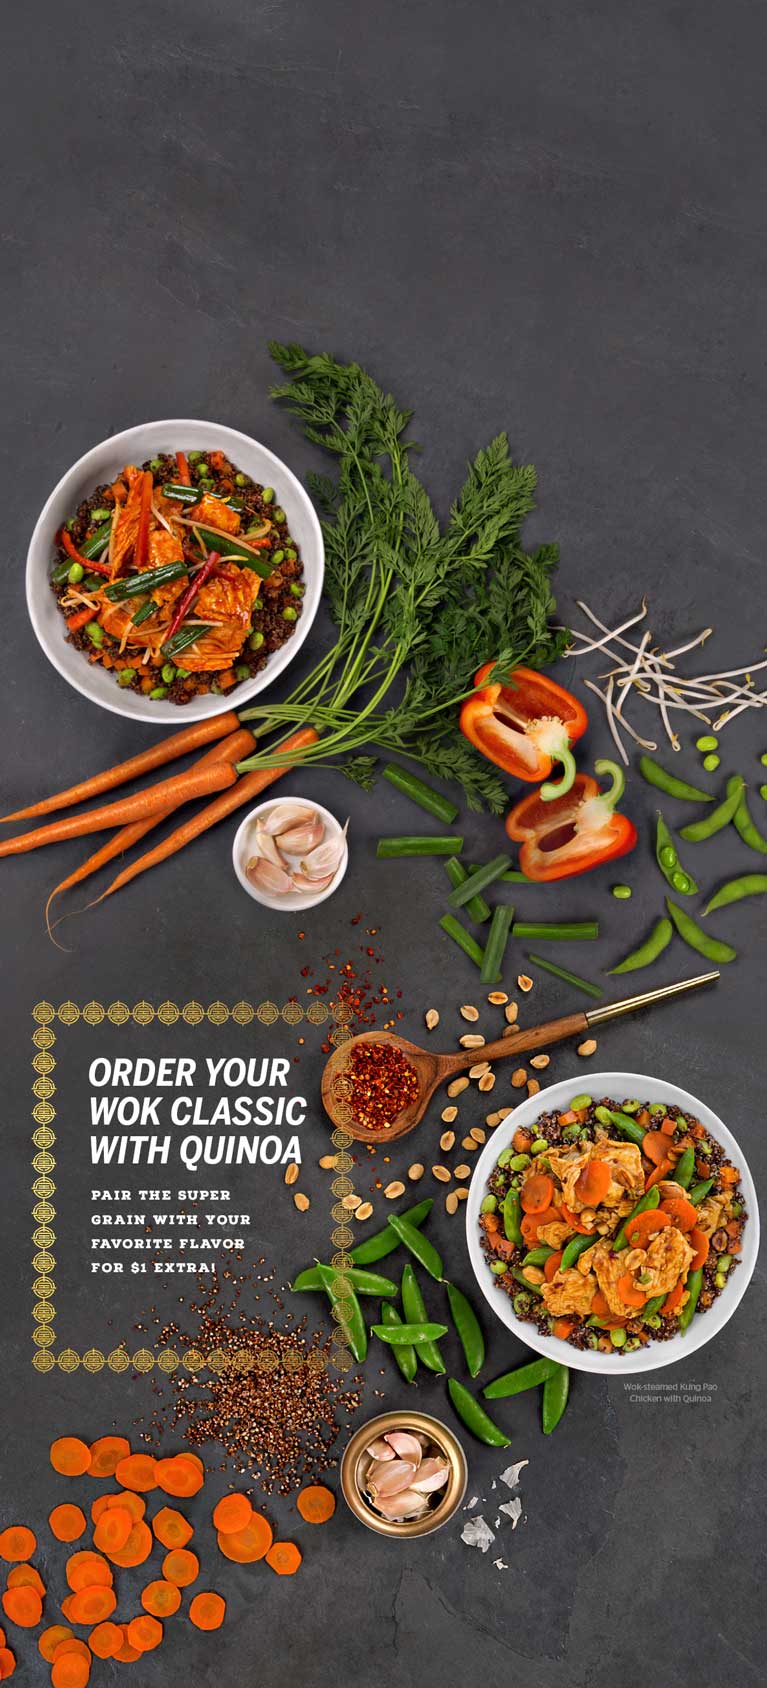 ORDER YOUR
WOK CLASSIC
WITH QUINOA
PAIR THE SUPER
GRAIN WITH YOUR
FAVORITE FLAVOR
FOR $1 EXTRA!
Wok-steamed Kung Pao
Chicken with Quinoa